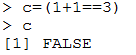 > c=(1+1==3)
> c
[1] FALSE